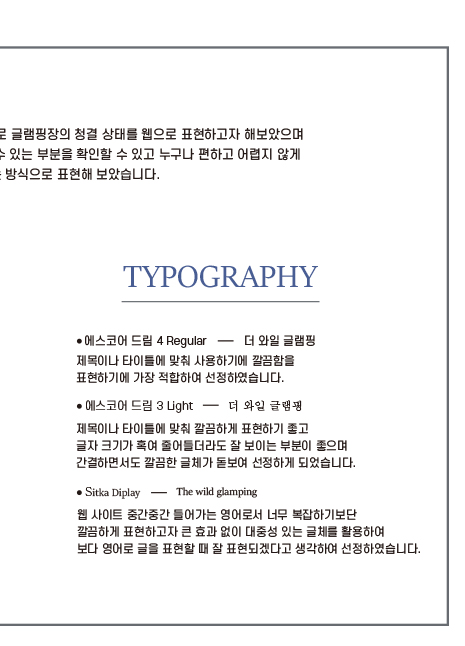 로 글램핑장의 청결 상태를 웹으로 표현하고자 해보았으며
수 있는 부분을 확인할 수 있고 누구나 편하고 어렵지 않게
방식으로 표현해 보았습니다.
TYPOGRAPHY
•에스코어 드림 4 Regular — 더 와일 글램핑
제목이나 타이틀에 맞춰 사용하기에 깔끔함을
표현하기에 가장 적합하여 선정하였습니다.
•에스코어 드림 3 Light — 더 와일 글램핑
제목이나 타이틀에 맞춰 깔끔하게 표현하기 좋고
글자 크기가 혹여 줄어들더라도 잘 보이는 부분이 좋으며
간결하면서도 깔끔한 글체가 돋보여 선정하게 되었습니다.
•Sitka Diplay — The wild glamping
웹 사이트 중간중간 들어가는 영어로서 너무 복잡하기보단
깔끔하게 표현하고자 큰 효과 없이 대중성 있는 글체를 활용하여
보다 영어로 글을 표현할 때 잘 표현되겠다고 생각하여 선정하였습니다.